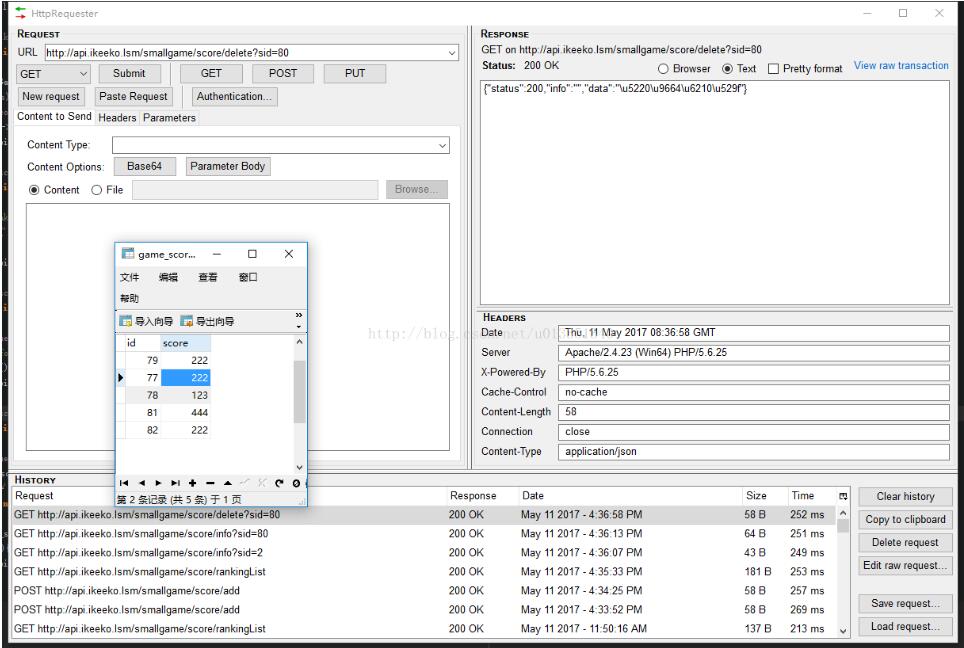 HttpRequester
REQUEST
URL http://api.ikeeko.lsm/smallgame/score/delete?sid=80
GET Submit GET POST PUT
New request Paste Request Authentication...
Content to Send Headers Parameters
Content Type:
Content Options: Base64 Parameter Body
Content File Browse...
RESPONSE
GET on http://api.ikeeko.lsm/smallgame/score/delete?sid=80
Status: 200 OK Browser Text Pretty format View raw transaction
{"status":200,"info":"","data":"\u5220\u9664\u6210\u529f"}
game_scor...
文件 编辑 查看 窗口
帮助
导入向导 导出向导
id score
79 222
77 222
78 123
81 444
82 222
第 2 条记录 (共 5 条) 于 1 页
HEADERS
Date Thu, 11 May 2017 08:36:58 GMT
Server Apache/2.4.23 (Win64) PHP/5.6.25
X-Powered-By PHP/5.6.25
Cache-Control no-cache
Content-Length 58
Connection close
Content-Type application/json
HISTORY
Request Response Date Size Time
GET http://api.ikeeko.lsm/smallgame/score/delete?sid=80 200 OK May 11 2017 - 4:36:58 PM 58 B 252 ms
GET http://api.ikeeko.lsm/smallgame/score/info?sid=80 200 OK May 11 2017 - 4:36:13 PM 64 B 251 ms
GET http://api.ikeeko.lsm/smallgame/score/info?sid=2 200 OK May 11 2017 - 4:36:07 PM 43 B 249 ms
GET http://api.ikeeko.lsm/smallgame/score/rankingList 200 OK May 11 2017 - 4:35:33 PM 181 B 253 ms
POST http://api.ikeeko.lsm/smallgame/score/add 200 OK May 11 2017 - 4:34:25 PM 58 B 257 ms
POST http://api.ikeeko.lsm/smallgame/score/add 200 OK May 11 2017 - 4:33:52 PM 58 B 269 ms
GET http://api.ikeeko.lsm/smallgame/score/rankingList 200 OK May 11 2017 - 11:50:16 AM 137 B 213 ms
Clear history
Copy to clipboard
Delete request
Edit raw request...
Save request...
Load request...